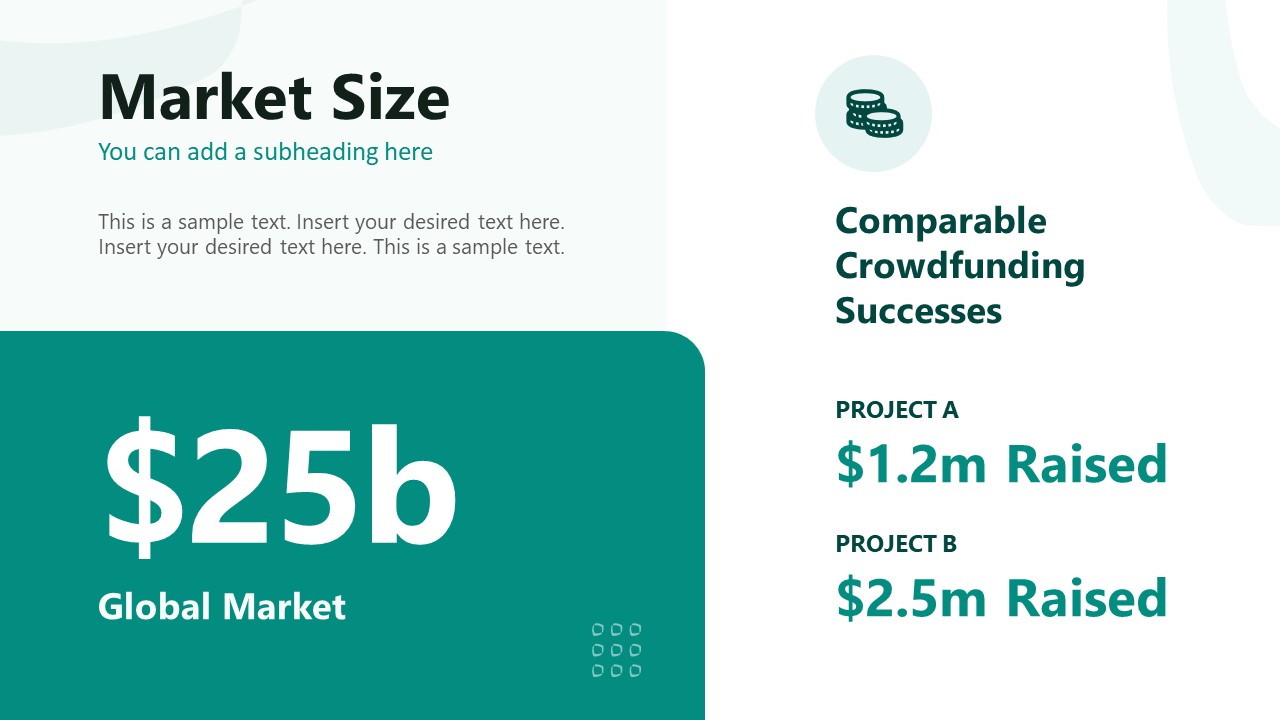 Market Size
You can add a subheading here
This is a sample text. Insert your desired text here.
Insert your desired text here. This is a sample text.
$25b
Global Market
Comparable
Crowdfunding
Successes
PROJECT A
$1.2m Raised
PROJECT B
$2.5m Raised